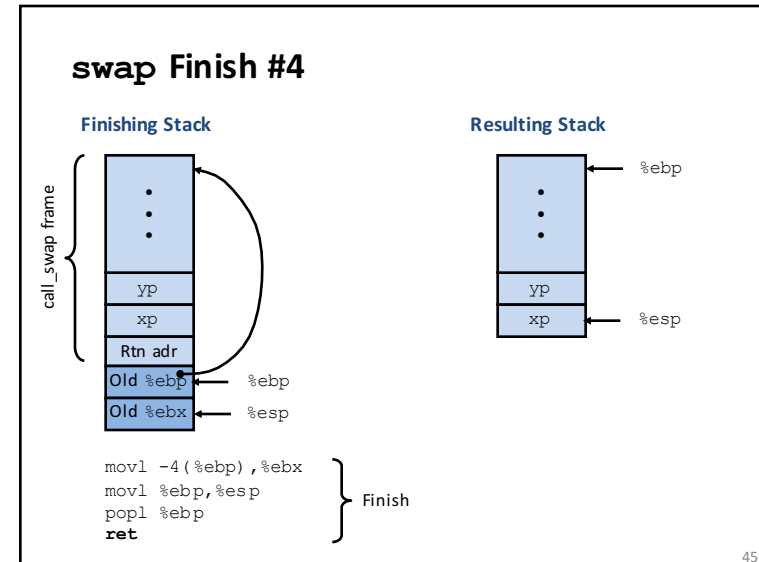 swap Finish #4
Finishing Stack
call_swap frame
yp
xp
Rtn adr
Old %ebp
%ebp
Old %ebx
%esp
Resulting Stack
%ebp
yp
xp
%esp
movl -4(%ebp),%ebx
movl %ebp,%esp
popl %ebp
ret
Finish
45